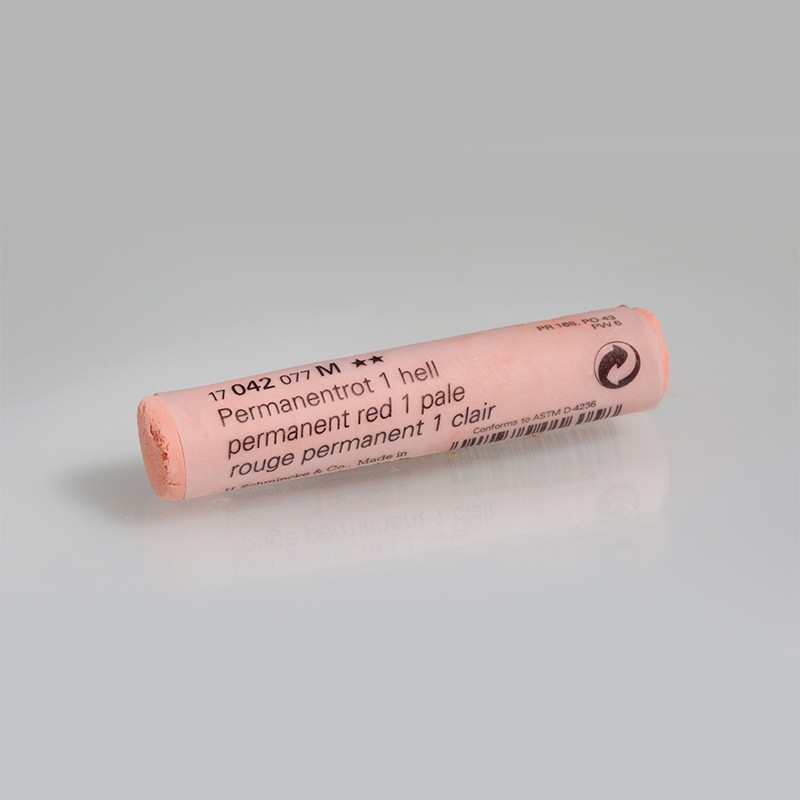 17 042 077 M ★★
Permanentrot 1 hell
permanent red 1 pale
rouge permanent 1 clair
H. Schmincke & Co., Made in
PR 168, PO 43
PW 6
Conforms to ASTM D-4236